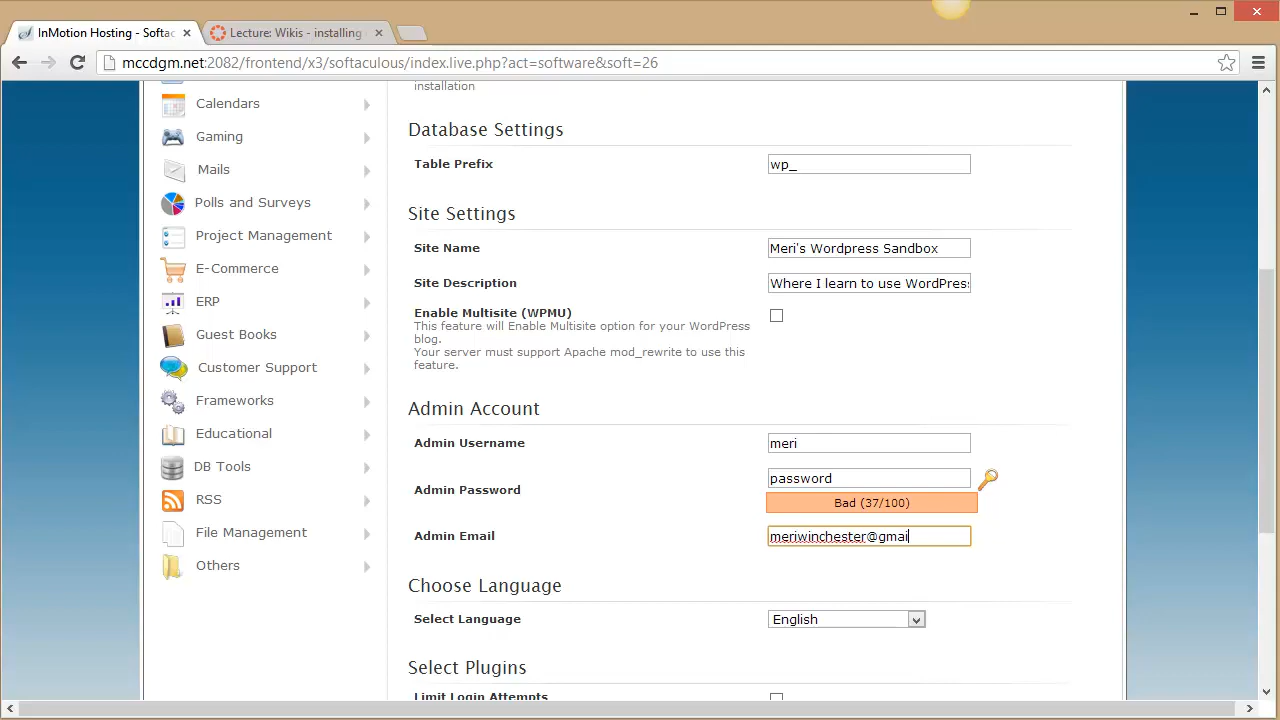 InMotion Hosting - Softac
Lecture: Wikis - installing
mccdgm.net:2082/frontend/x3/softaculous/index.live.php?act=software&soft=26
Calendars
Gaming
Mails
Polls and Surveys
Project Management
E-Commerce
ERP
Guest Books
Customer Support
Frameworks
Educational
DB Tools
RSS
File Management
Others
installation
Database Settings
Table Prefix
wp_
Site Settings
Site Name
Meri's Wordpress Sandbox
Site Description
Where I learn to use WordPress
Enable Multisite (WPMU)
This feature will Enable Multisite option for your WordPress
blog.
Your server must support Apache mod_rewrite to use this
feature.
Admin Account
Admin Username
meri
Admin Password
password
Bad (37/100)
Admin Email
meriwinchester@gmai
Choose Language
Select Language
English
Select Plugins
Limit Login Attempts